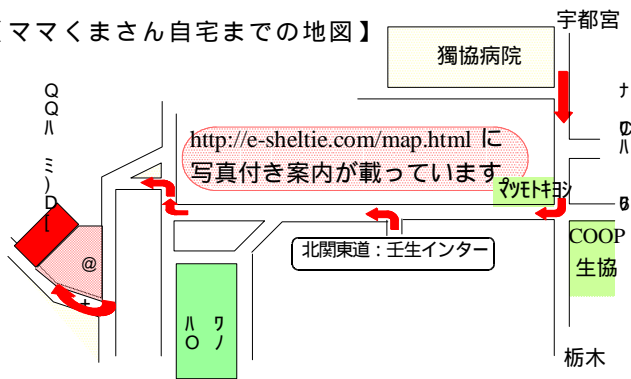 【ママくまさん自宅までの地図】
宇都宮
獨協病院
http://e-sheltie.com/map.html に
写真付き案内が載っています
マツモトキヨシ
北関東道：壬生インター
COOP
生協
栃木
@